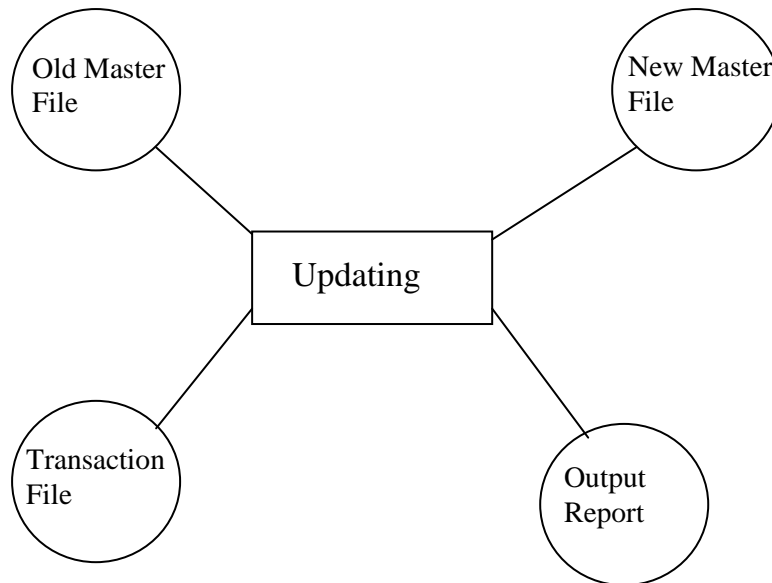 Old Master
File
New Master
File
Updating
Transaction
File
Output
Report